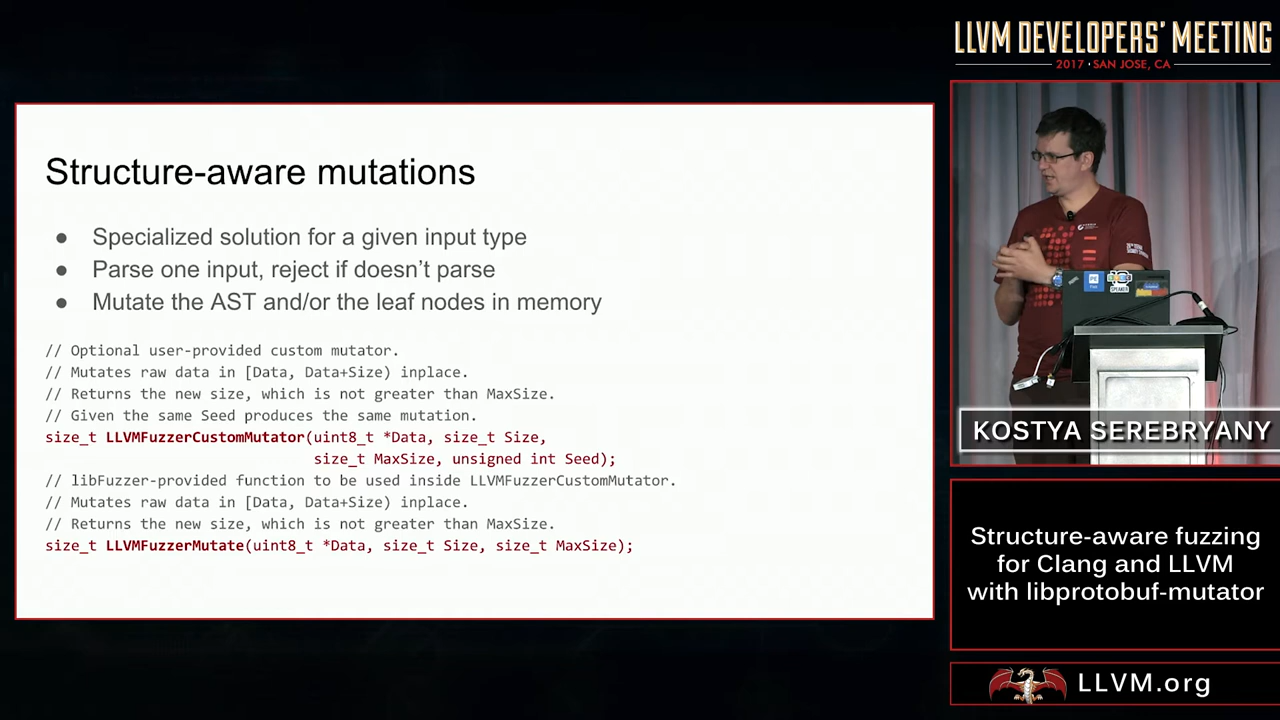 LLVM DEVELOPERS' MEETING
2017 • SAN JOSE, CA
Structure-aware mutations
● Specialized solution for a given input type
● Parse one input, reject if doesn't parse
● Mutate the AST and/or the leaf nodes in memory
// Optional user-provided custom mutator.
// Mutates raw data in [Data, Data+Size) inplace.
// Returns the new size, which is not greater than MaxSize.
// Given the same Seed produces the same mutation.
size_t LLVMFuzzerCustomMutator(uint8_t *Data, size_t Size,
size_t MaxSize, unsigned int Seed);
// libFuzzer-provided function to be used inside LLVMFuzzerCustomMutator.
// Mutates raw data in [Data, Data+Size) inplace.
// Returns the new size, which is not greater than MaxSize.
size_t LLVMFuzzerMutate(uint8_t *Data, size_t Size, size_t MaxSize);
SPEAKER
KOSTYA SEREBRYANY
Structure-aware fuzzing
for Clang and LLVM
with libprotobuf-mutator
LLVM.org